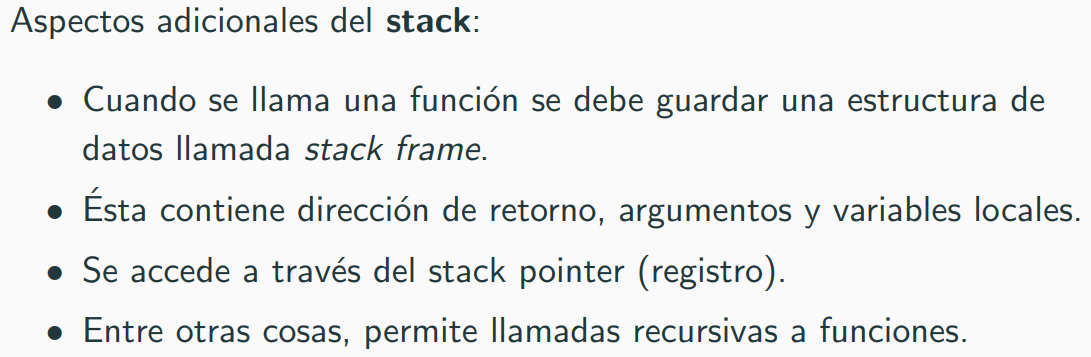 Aspectos adicionales del stack:
• Cuando se llama una función se debe guardar una estructura de
datos llamada stack frame.
• Ésta contiene dirección de retorno, argumentos y variables locales.
• Se accede a través del stack pointer (registro).
• Entre otras cosas, permite llamadas recursivas a funciones.